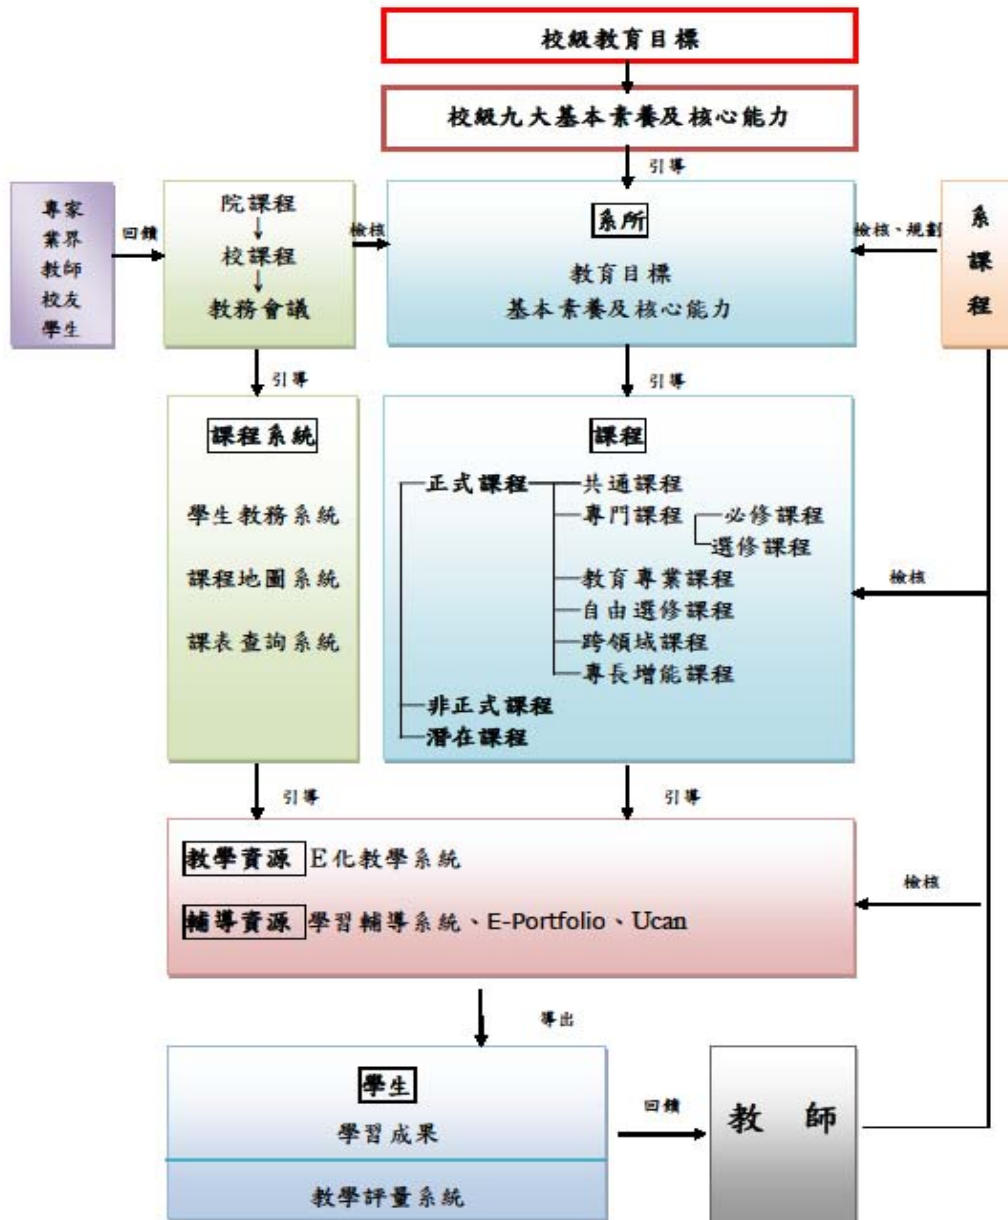 校級教育目標
校級九大基本素養及核心能力
引導
專家
業界
教師
校友
學生
回饋
院課程
↓
校課程
↓
教務會議
檢核
系所
教育目標
基本素養及核心能力
檢核、規劃
系
課
程
引導
引導
課程系統
學生教務系統
課程地圖系統
課表查詢系統
課程
正式課程
共通課程
專門課程
必修課程
選修課程
教育專業課程
自由選修課程
跨領域課程
專長增能課程
非正式課程
潛在課程
檢核
引導
引導
教學資源 E化教學系統
輔導資源 學習輔導系統、E-Portfolio、Ucan
檢核
導出
學生
學習成果
教學評量系統
回饋
教 師